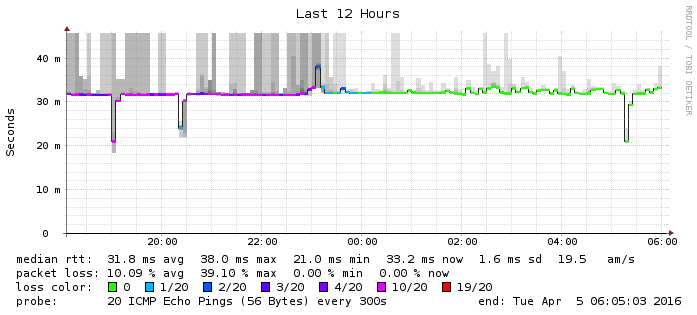 Last 12 Hours
RRDTOOL / TOBI OETIKER
Seconds
40 m
30 m
20 m
10 m
0
20:00 22:00 00:00 02:00 04:00 06:00
median rtt: 31.8 ms avg 38.0 ms max 21.0 ms min 33.2 ms now 1.6 ms sd 19.5 am/s
packet loss: 10.09 % avg 39.10 % max 0.00 % min 0.00 % now
loss color: 0 1/20 2/20 3/20 4/20 10/20 19/20
probe: 20 ICMP Echo Pings (56 Bytes) every 300s end: Tue Apr 5 06:05:03 2016